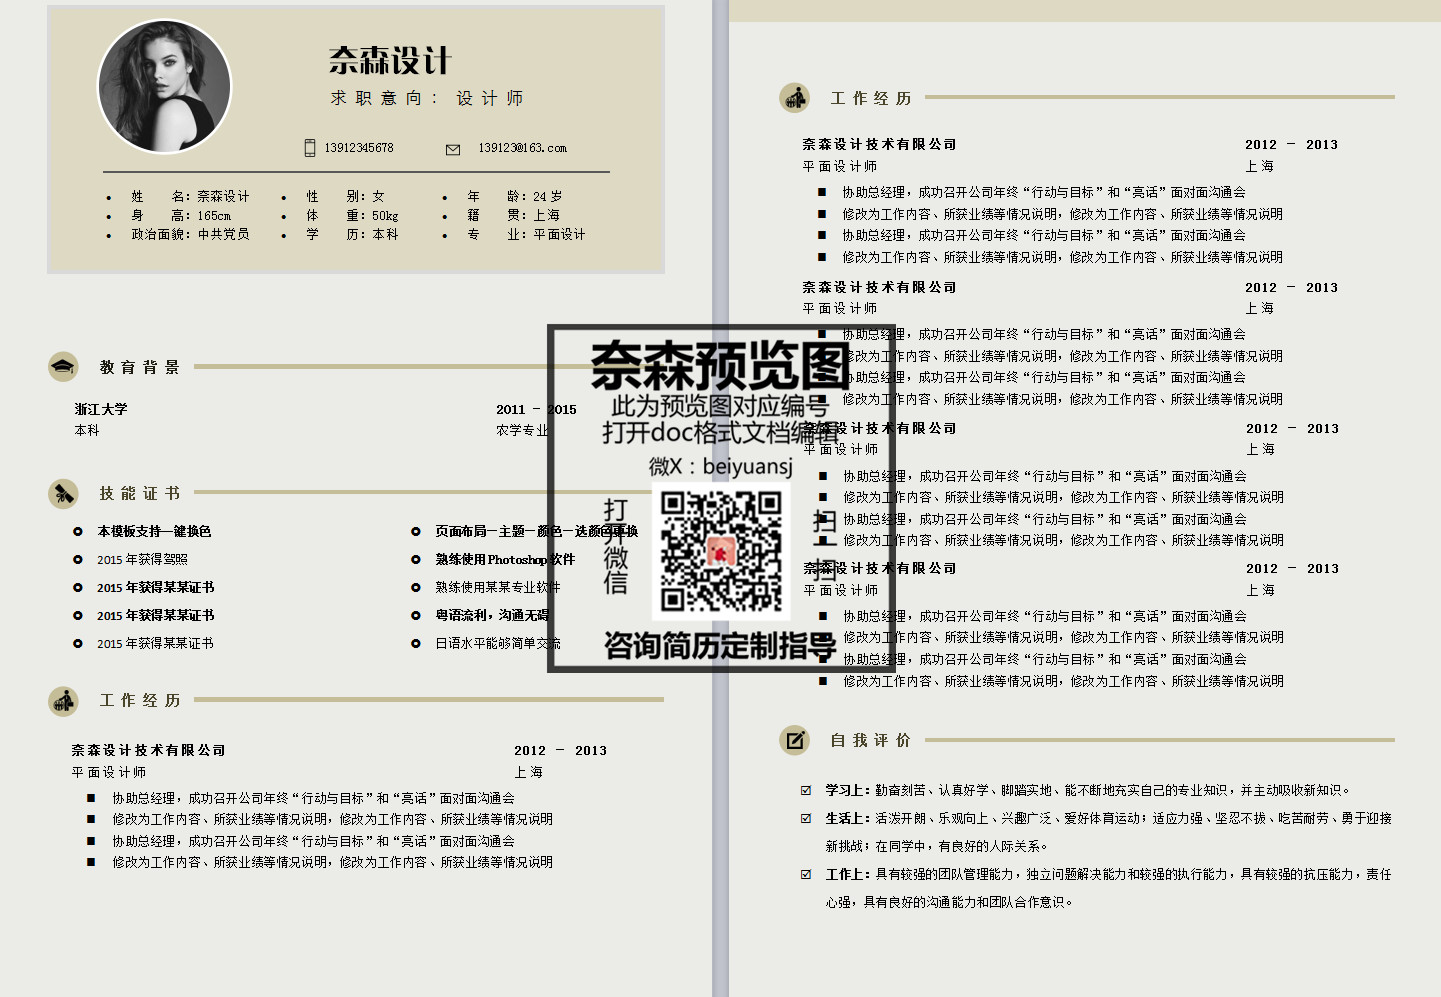 奈森设计
求职意向：设计师
13912345678 139123@163.com
姓名：奈森设计 性别：女 年龄：24岁
身高：165cm 体重：50kg 籍贯：上海
政治面貌：中共党员 学历：本科 专业：平面设计
教育背景
浙江大学 2011 - 2015
本科 农学专业
技能证书
本模板支持一键换色 页面布局—主题—颜色—选颜色更换
2015年获得驾照 熟练使用Photoshop软件
2015年获得某某证书 熟练使用某某专业软件
2015年获得某某证书 粤语流利，沟通无碍
2015年获得某某证书 日语水平能够简单交流
工作经历
奈森设计技术有限公司 2012 - 2013
平面设计师 上海
协助总经理，成功召开公司年终“行动与目标”和“亮话”面对面沟通会
修改为工作内容、所获业绩等情况说明，修改为工作内容、所获业绩等情况说明
协助总经理，成功召开公司年终“行动与目标”和“亮话”面对面沟通会
修改为工作内容、所获业绩等情况说明，修改为工作内容、所获业绩等情况说明
奈森预览图
此为预览图对应编号
打开doc格式文档编辑
微X：beiyuansj
打开微信
扫一扫
咨询简历定制指导
工作经历
奈森设计技术有限公司 2012 - 2013
平面设计师 上海
协助总经理，成功召开公司年终“行动与目标”和“亮话”面对面沟通会
修改为工作内容、所获业绩等情况说明，修改为工作内容、所获业绩等情况说明
协助总经理，成功召开公司年终“行动与目标”和“亮话”面对面沟通会
修改为工作内容、所获业绩等情况说明，修改为工作内容、所获业绩等情况说明
奈森设计技术有限公司 2012 - 2013
平面设计师 上海
协助总经理，成功召开公司年终“行动与目标”和“亮话”面对面沟通会
修改为工作内容、所获业绩等情况说明，修改为工作内容、所获业绩等情况说明
协助总经理，成功召开公司年终“行动与目标”和“亮话”面对面沟通会
修改为工作内容、所获业绩等情况说明，修改为工作内容、所获业绩等情况说明
奈森设计技术有限公司 2012 - 2013
平面设计师 上海
协助总经理，成功召开公司年终“行动与目标”和“亮话”面对面沟通会
修改为工作内容、所获业绩等情况说明，修改为工作内容、所获业绩等情况说明
协助总经理，成功召开公司年终“行动与目标”和“亮话”面对面沟通会
修改为工作内容、所获业绩等情况说明，修改为工作内容、所获业绩等情况说明
奈森设计技术有限公司 2012 - 2013
平面设计师 上海
协助总经理，成功召开公司年终“行动与目标”和“亮话”面对面沟通会
修改为工作内容、所获业绩等情况说明，修改为工作内容、所获业绩等情况说明
协助总经理，成功召开公司年终“行动与目标”和“亮话”面对面沟通会
修改为工作内容、所获业绩等情况说明，修改为工作内容、所获业绩等情况说明
自我评价
学习上：勤奋刻苦、认真好学、脚踏实地、能不断地充实自己的专业知识，并主动吸收新知识。
生活上：活泼开朗、乐观向上、兴趣广泛、爱好体育运动；适应力强、坚忍不拔、吃苦耐劳、勇于迎接
新挑战；在同学中，有良好的人际关系。
工作上：具有较强的团队管理能力，独立问题解决能力和较强的执行能力，具有较强的抗压能力，责任
心强，具有良好的沟通能力和团队合作意识。